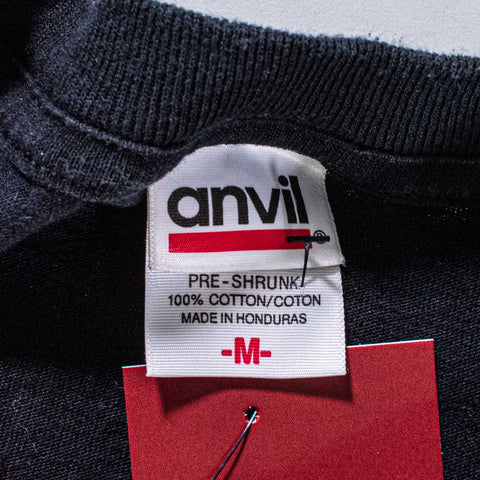 anvil®
PRE-SHRUNK
100% COTTON/COTON
MADE IN HONDURAS
-M-